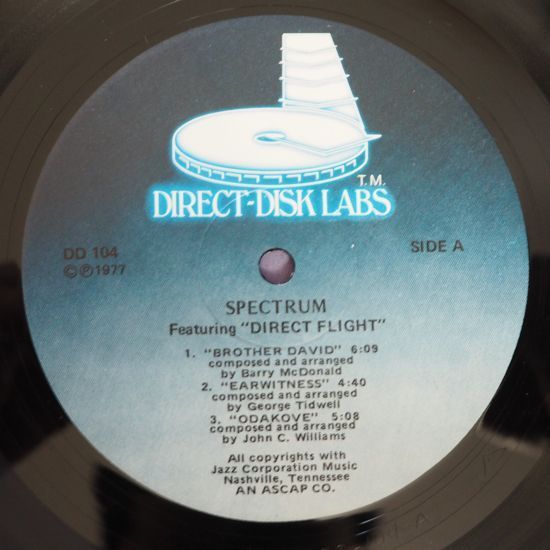 T.M.
DIRECT-DISK LABS
DD 104
SIDE A
©℗1977
SPECTRUM
Featuring "DIRECT FLIGHT"
1. "BROTHER DAVID" 6:09
composed and arranged
by Barry McDonald
2. "EARWITNESS" 4:40
composed and arranged
by George Tidwell
3. "ODAKOVE" 5:08
composed and arranged
by John C. Williams
All copyrights with
Jazz Corporation Music
Nashville, Tennessee
AN ASCAP CO.